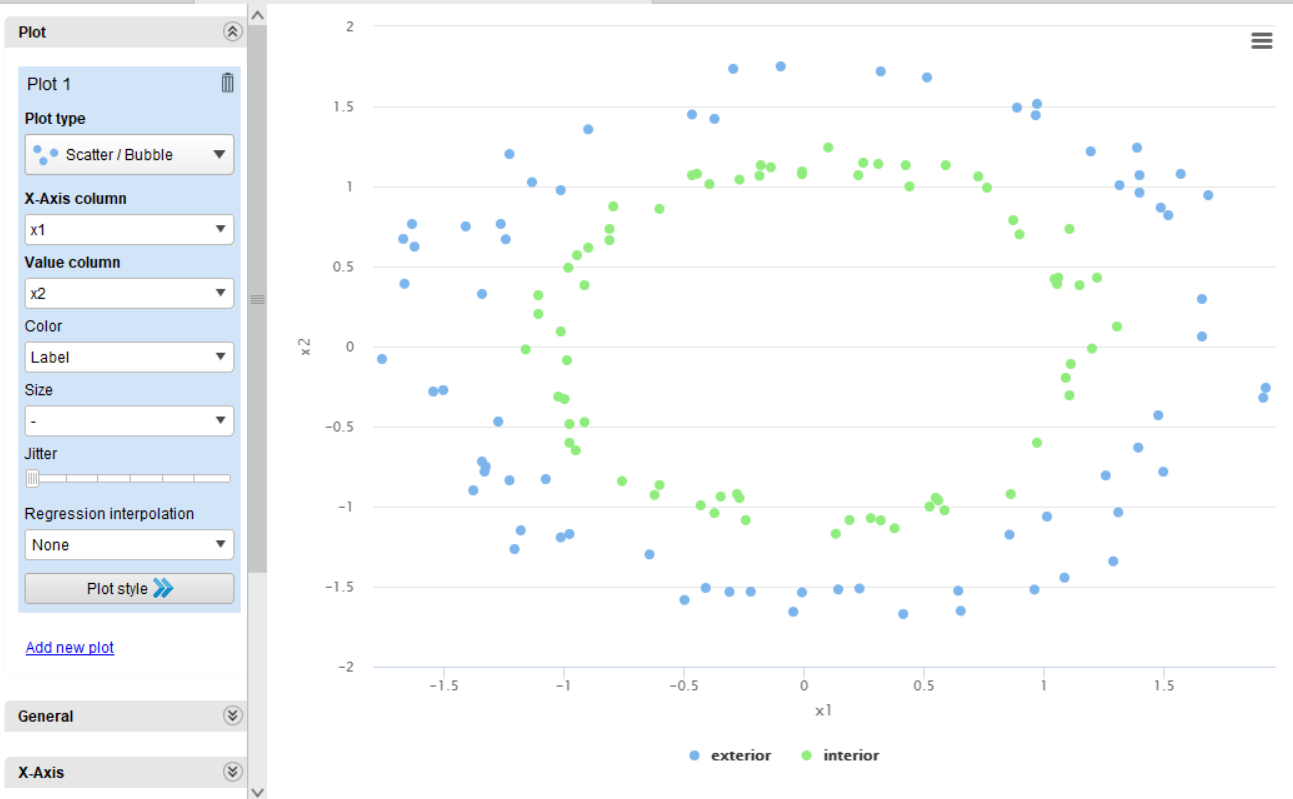 Plot
Plot 1
Plot type
Scatter / Bubble
X-Axis column
x1
Value column
x2
Color
Label
Size
-
Jitter
Regression interpolation
None
Plot style
Add new plot
General
X-Axis
2
1.5
1
0.5
0
-0.5
-1
-1.5
-2
x2
-1.5 -1 -0.5 0 0.5 1 1.5
x1
exterior interior